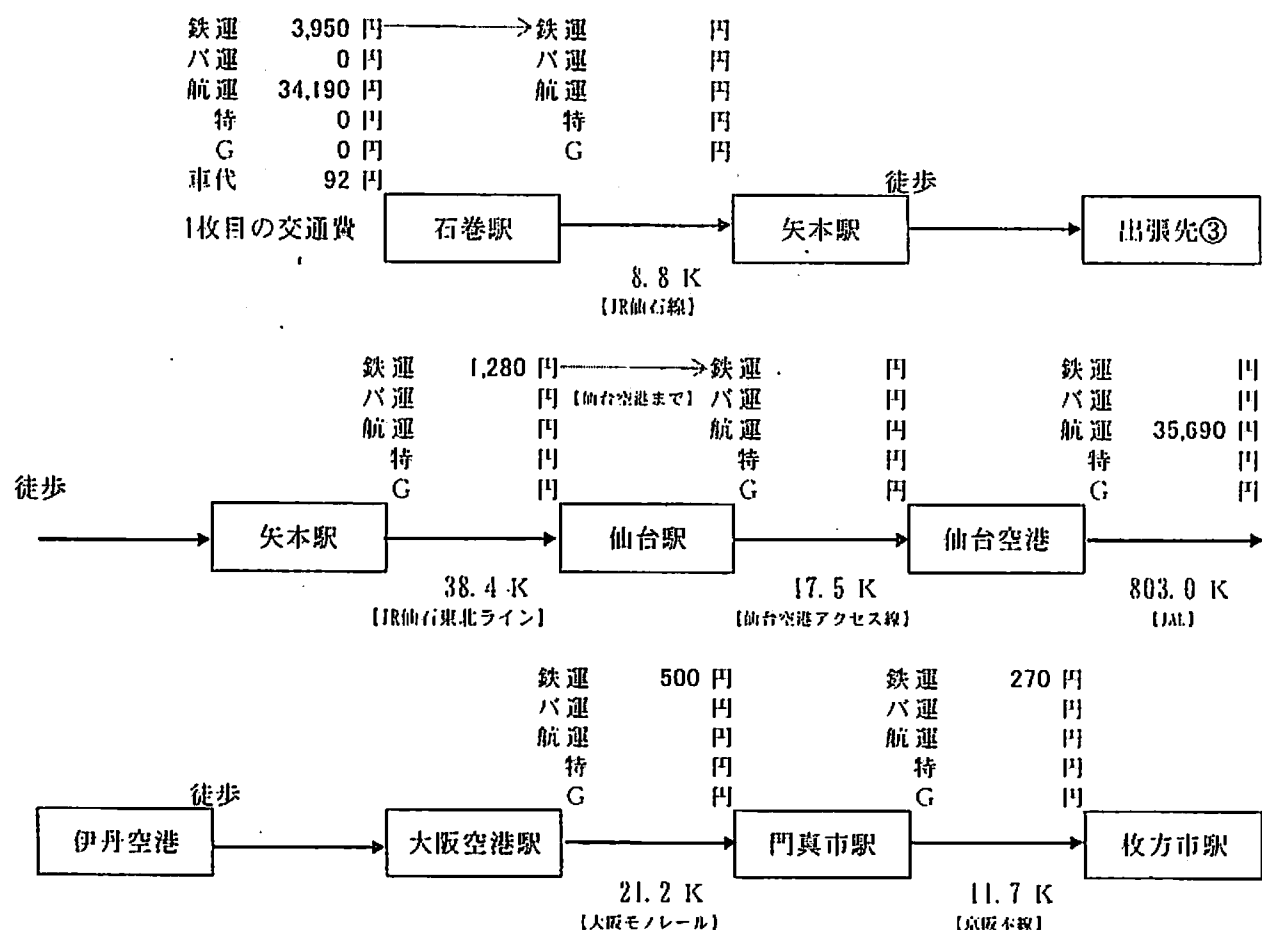 鉄運 3,950 円 鉄運 円
バ運 0 円 バ運 円
航運 34,190 円 航運 円
特 0 円 特 円
G 0 円 G 円
車代 92 円
1枚目の交通費 石巻駅 矢本駅 徒歩 出張先③
8.8 K
【JR仙石線】
鉄運 1,280 円 鉄運 円 鉄運 円
バ運 円 【仙台空港まで】 バ運 円 バ運 円
航運 円 航運 円 航運 35,690 円
特 円 特 円 特 円
G 円 G 円 G 円
徒歩 矢本駅 仙台駅 仙台空港
38.4 K 17.5 K 803.0 K
【JR仙石東北ライン】 【仙台空港アクセス線】 【JAL】
鉄運 500 円 鉄運 270 円
バ運 円 バ運 円
航運 円 航運 円
特 円 特 円
G 円 G 円
伊丹空港 徒歩 大阪空港駅 門真市駅 枚方市駅
21.2 K 11.7 K
【大阪モノレール】 【京阪本線】